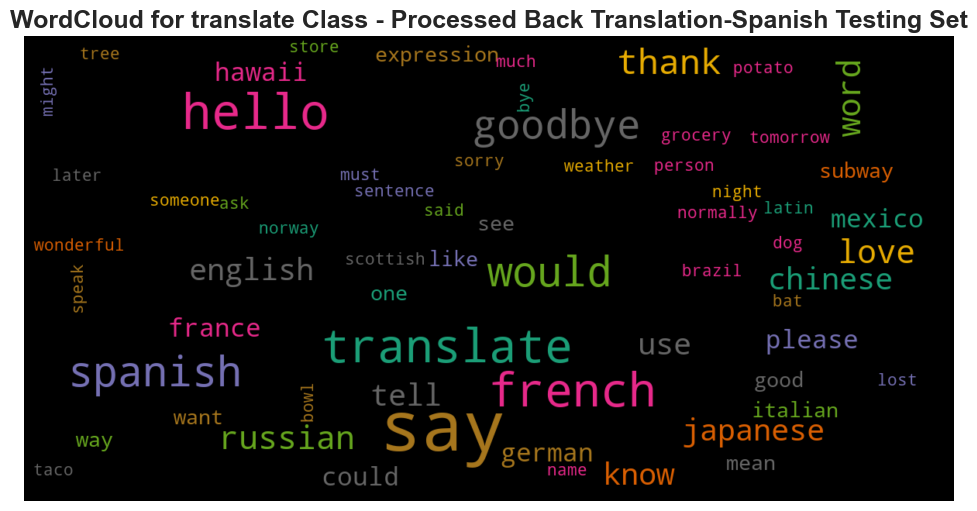 WordCloud for translate Class - Processed Back Translation-Spanish Testing Set
tree
store
expression
much
thank
potato
word
might
hawaii
hello
bye
goodbye
grocery
tomorrow
later
must
sorry
weather
person
subway
sentence
someone
ask
said
night
normally
latin
mexico
norway
see
wonderful
scottish
like
dog
love
english
would
brazil
chinese
speak
one
bat
france
translate
use
please
spanish
french
good
lost
tell
bowl
want
say
italian
way
russian
german
japanese
taco
could
name
know
mean